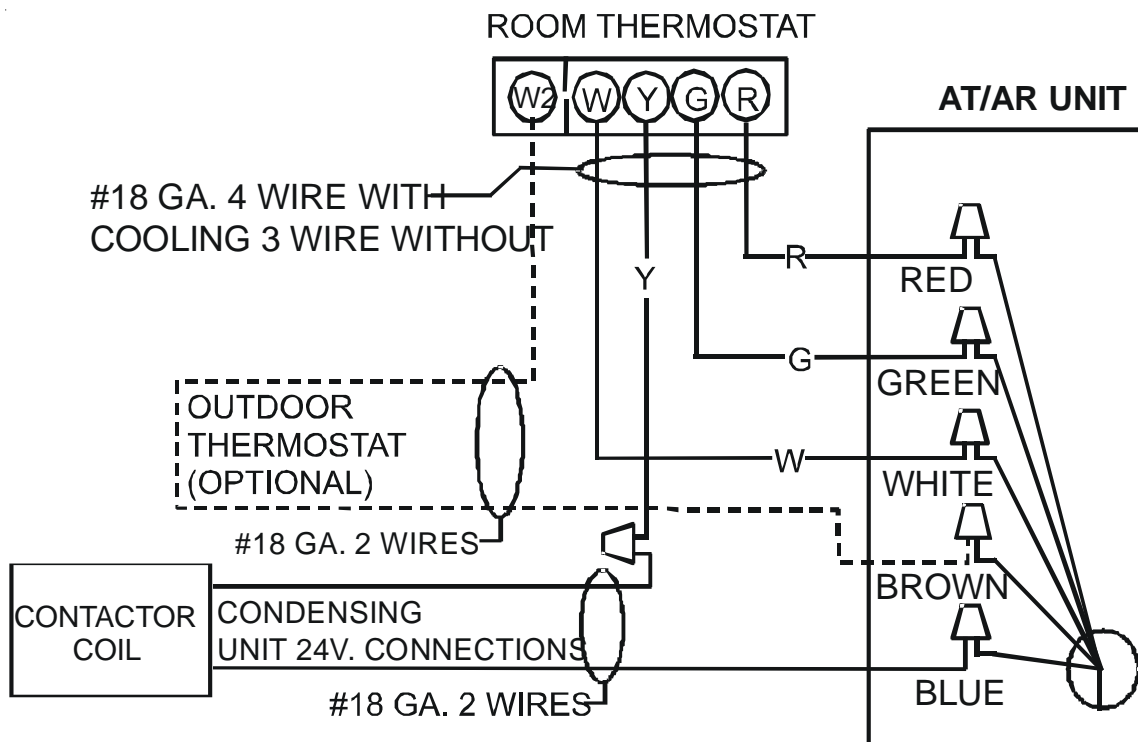 ROOM THERMOSTAT
W2 W Y G R
AT/AR UNIT
#18 GA. 4 WIRE WITH
COOLING 3 WIRE WITHOUT
R
RED
Y
G
GREEN
OUTDOOR
THERMOSTAT
(OPTIONAL)
W
WHITE
#18 GA. 2 WIRES
BROWN
CONTACTOR
COIL
CONDENSING
UNIT 24V. CONNECTIONS
BLUE
#18 GA. 2 WIRES